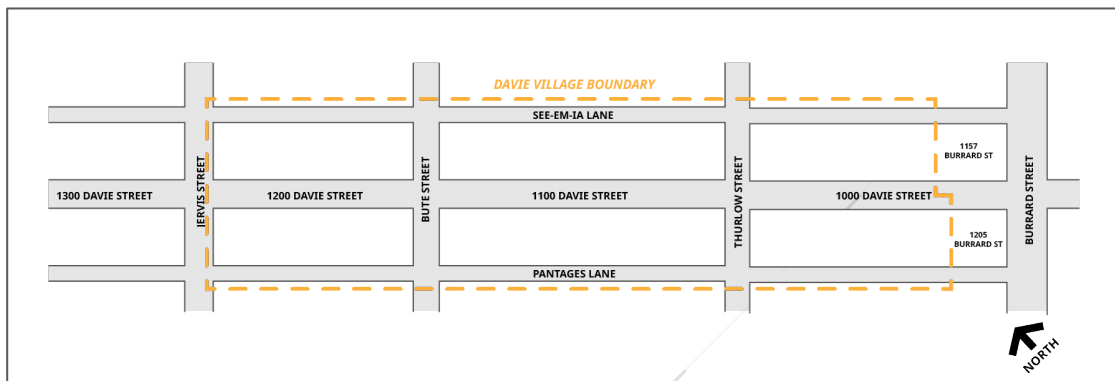 DAVIE VILLAGE BOUNDARY
SEE-EM-IA LANE
1157
BURRARD ST
JERVIS STREET
BUTE STREET
THURLOW STREET
BURRARD STREET
1300 DAVIE STREET
1200 DAVIE STREET
1100 DAVIE STREET
1000 DAVIE STREET
1205
BURRARD ST
PANTAGES LANE
NORTH